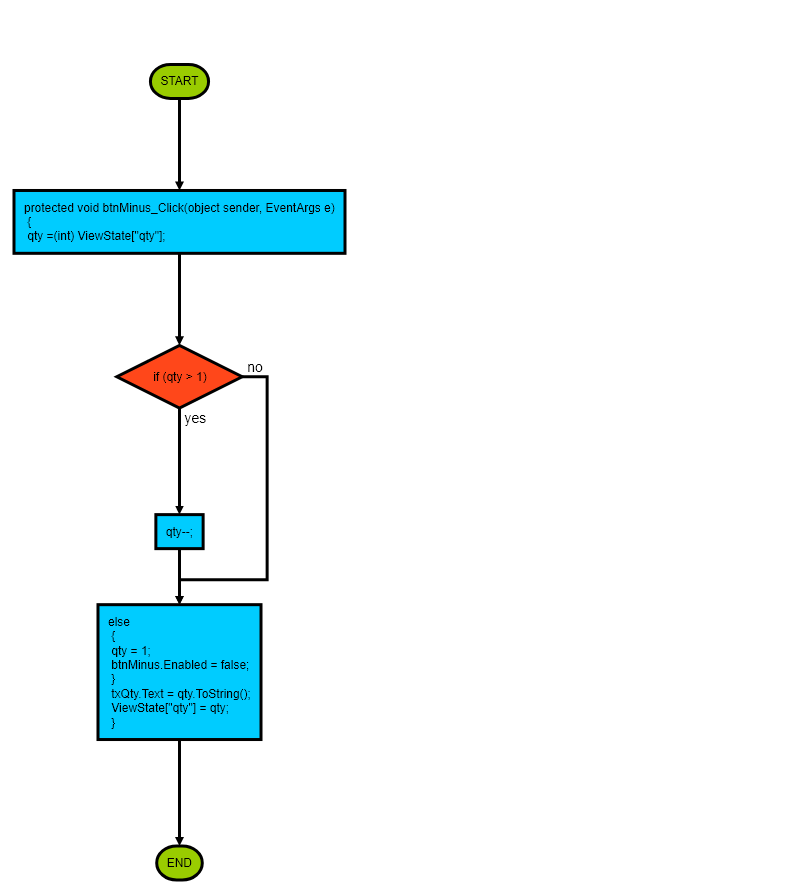 START
protected void btnMinus_Click(object sender, EventArgs e)
{
qty =(int) ViewState["qty"];
if (qty > 1)
no
yes
qty--;
else
{
qty = 1;
btnMinus.Enabled = false;
}
txQty.Text = qty.ToString();
ViewState["qty"] = qty;
}
END